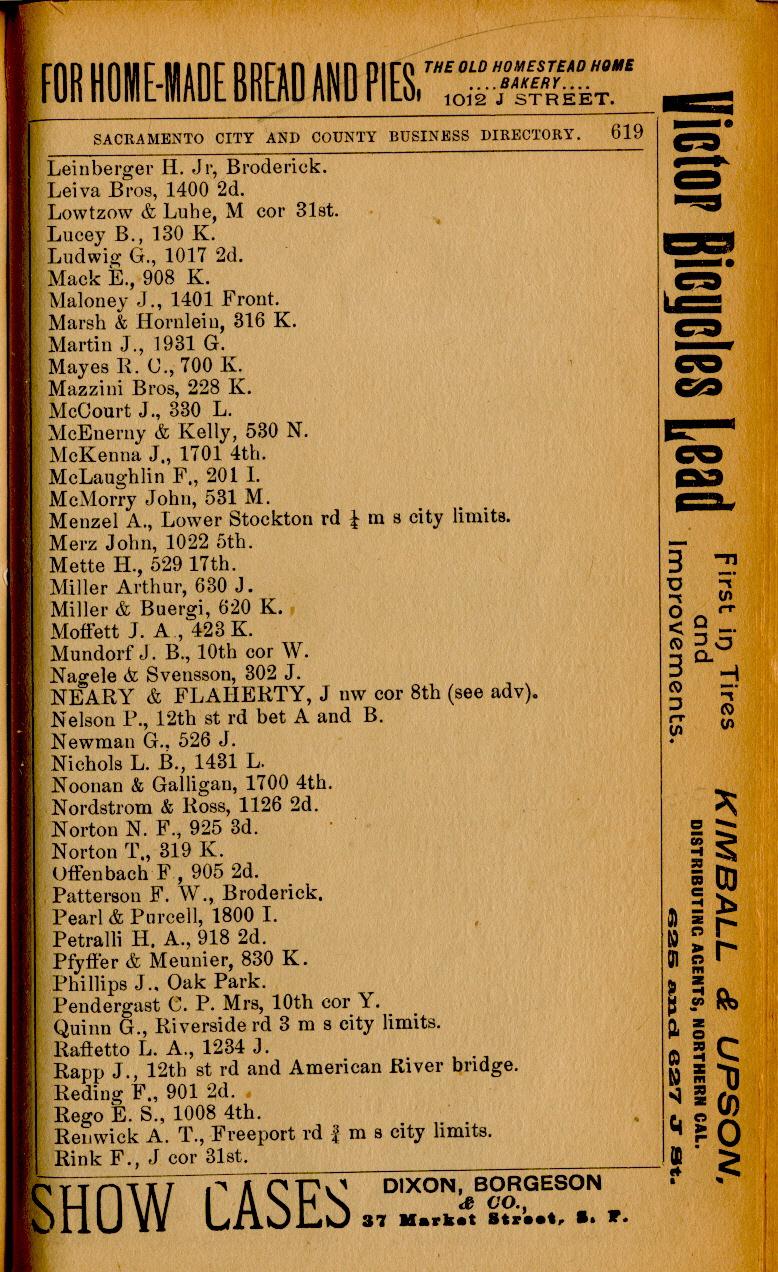 FOR HOME-MADE BREAD AND PIES, THE OLD HOMESTEAD HOME
....BAKERY....
1012 J STREET.
SACRAMENTO CITY AND COUNTY BUSINESS DIRECTORY. 619
Leinberger H. Jr, Broderick.
Leiva Bros, 1400 2d.
Lowtzow & Luhe, M cor 31st.
Lucey B., 130 K.
Ludwig G., 1017 2d.
Mack E., 908 K.
Maloney J., 1401 Front.
Marsh & Hornlein, 316 K.
Martin J., 1931 G.
Mayes R. C., 700 K.
Mazzini Bros, 228 K.
McCourt J., 330 L.
McEnerny & Kelly, 530 N.
McKenna J., 1701 4th.
McLaughlin F., 201 I.
McMorry John, 531 M.
Menzel A., Lower Stockton rd ¼ m s city limits.
Merz John, 1022 5th.
Mette H., 529 17th.
Miller Arthur, 630 J.
Miller & Buergi, 620 K.
Moffett J. A , 423 K.
Mundorf J. B., 10th cor W.
Nagele & Svensson, 302 J.
NEARY & FLAHERTY, J nw cor 8th (see adv).
Nelson P., 12th st rd bet A and B.
Newman G., 526 J.
Nichols L. B., 1431 L.
Noonan & Galligan, 1700 4th.
Nordstrom & Ross, 1126 2d.
Norton N. F., 925 3d.
Norton T., 319 K.
Offenbach F , 905 2d.
Patterson F. W., Broderick.
Pearl & Purcell, 1800 I.
Petralli H. A., 918 2d.
Pfyffer & Meunier, 830 K.
Phillips J., Oak Park.
Pendergast C. P. Mrs, 10th cor Y.
Quinn G., Riverside rd 3 m s city limits.
Raffetto L. A., 1234 J.
Rapp J., 12th st rd and American River bridge.
Reding F., 901 2d.
Rego E. S., 1008 4th.
Renwick A. T., Freeport rd ¾ m s city limits.
Rink F., J cor 31st.
Victor Bicycles Lead
First in Tires
and
Improvements.
KIMBALL & UPSON,
DISTRIBUTING AGENTS, NORTHERN CAL.
625 and 627 J St.
SHOW CASES DIXON, BORGESON
& CO.,
37 Market Street, S. F.